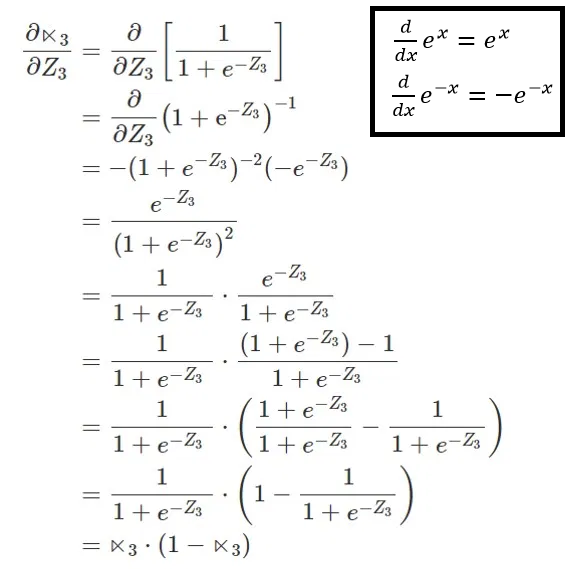 ∂⋉₃/∂Z₃ = ∂/∂Z₃ [1/(1 + e^(−Z₃))]
= ∂/∂Z₃ (1 + e^(−Z₃))^(−1)
= −(1 + e^(−Z₃))^(−2)(−e^(−Z₃))
= e^(−Z₃)/(1 + e^(−Z₃))²
= 1/(1 + e^(−Z₃)) · e^(−Z₃)/(1 + e^(−Z₃))
= 1/(1 + e^(−Z₃)) · ((1 + e^(−Z₃)) − 1)/(1 + e^(−Z₃))
= 1/(1 + e^(−Z₃)) · ((1 + e^(−Z₃))/(1 + e^(−Z₃)) − 1/(1 + e^(−Z₃)))
= 1/(1 + e^(−Z₃)) · (1 − 1/(1 + e^(−Z₃)))
= ⋉₃ · (1 − ⋉₃)
d/dx e^x = e^x
d/dx e^(−x) = −e^(−x)